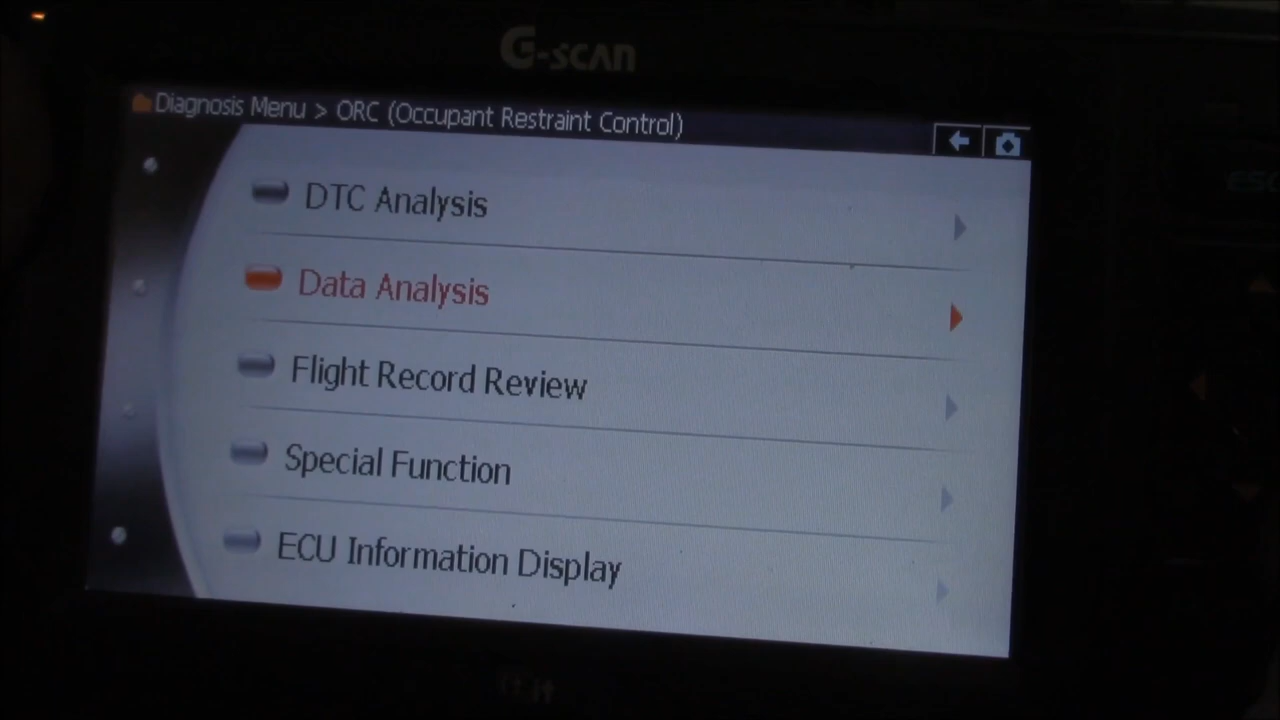 G-SCAN
Diagnosis Menu > ORC (Occupant Restraint Control)
DTC Analysis
Data Analysis
Flight Record Review
Special Function
ECU Information Display